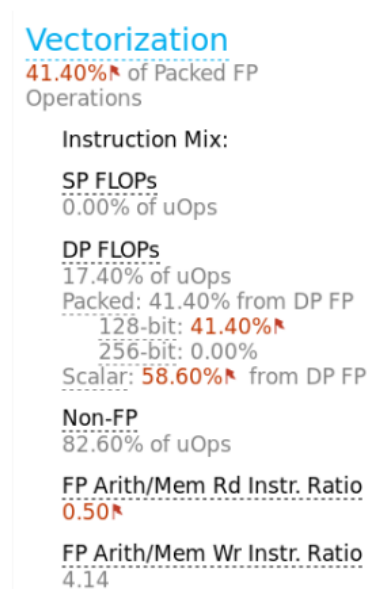 Vectorization
41.40% of Packed FP
Operations
Instruction Mix:
SP FLOPs
0.00% of uOps
DP FLOPs
17.40% of uOps
Packed: 41.40% from DP FP
128-bit: 41.40%
256-bit: 0.00%
Scalar: 58.60% from DP FP
Non-FP
82.60% of uOps
FP Arith/Mem Rd Instr. Ratio
0.50
FP Arith/Mem Wr Instr. Ratio
4.14